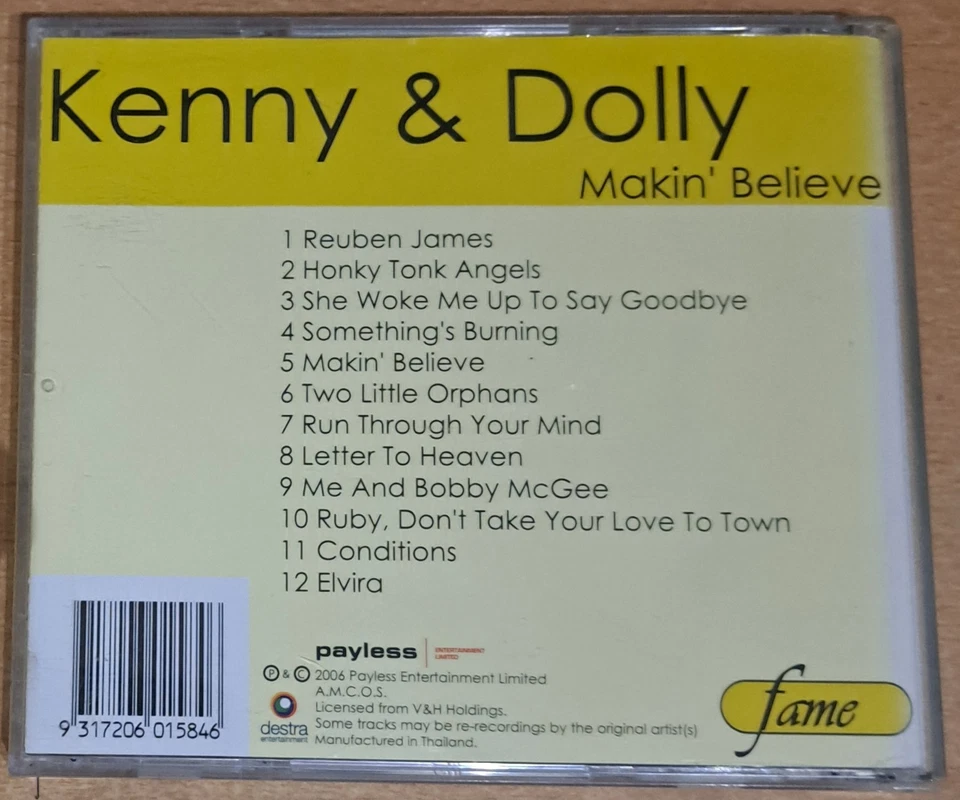 Kenny & Dolly
Makin' Believe
1 Reuben James
2 Honky Tonk Angels
3 She Woke Me Up To Say Goodbye
4 Something's Burning
5 Makin' Believe
6 Two Little Orphans
7 Run Through Your Mind
8 Letter To Heaven
9 Me And Bobby McGee
10 Ruby, Don't Take Your Love To Town
11 Conditions
12 Elvira
payless
ENTERTAINMENT
LIMITED
Ⓟ & © 2006 Payless Entertainment Limited
A.M.C.O.S.
Licensed from V&H Holdings.
Some tracks may be re-recordings by the original artist(s)
Manufactured in Thailand.
destra
entertainment
fame
9 317206 015846